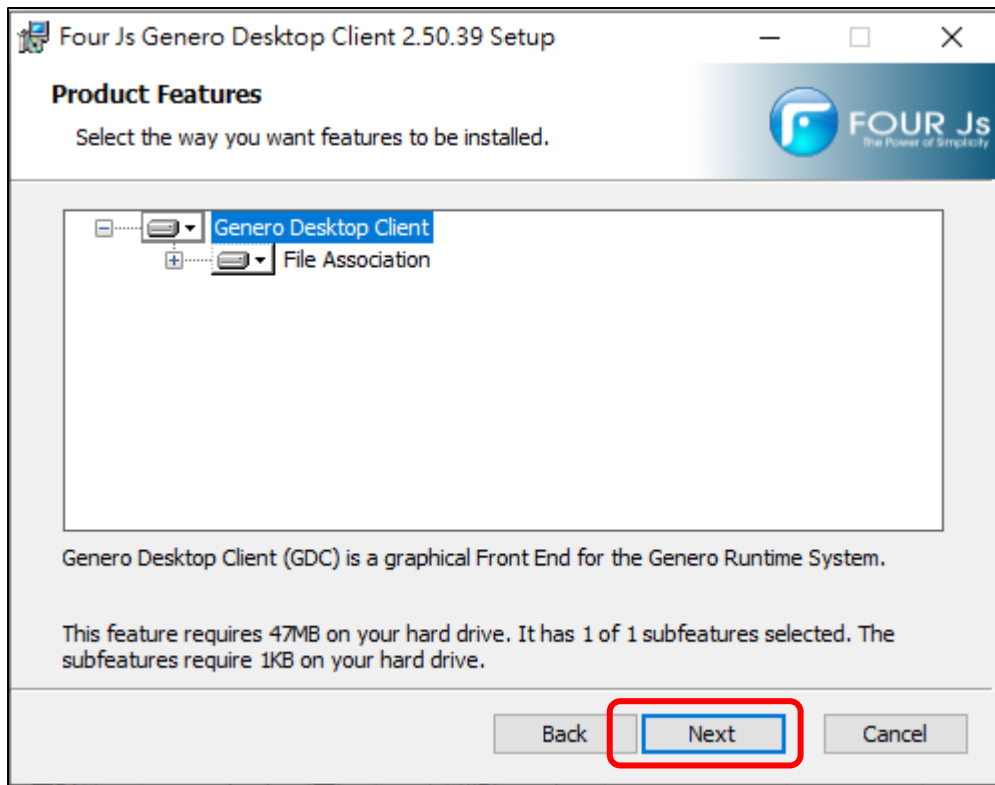 Four Js Genero Desktop Client 2.50.39 Setup
Product Features
Select the way you want features to be installed.
FOUR Js
The Power of Simplicity
Genero Desktop Client
File Association
Genero Desktop Client (GDC) is a graphical Front End for the Genero Runtime System.
This feature requires 47MB on your hard drive. It has 1 of 1 subfeatures selected. The
subfeatures require 1KB on your hard drive.
Back
Next
Cancel